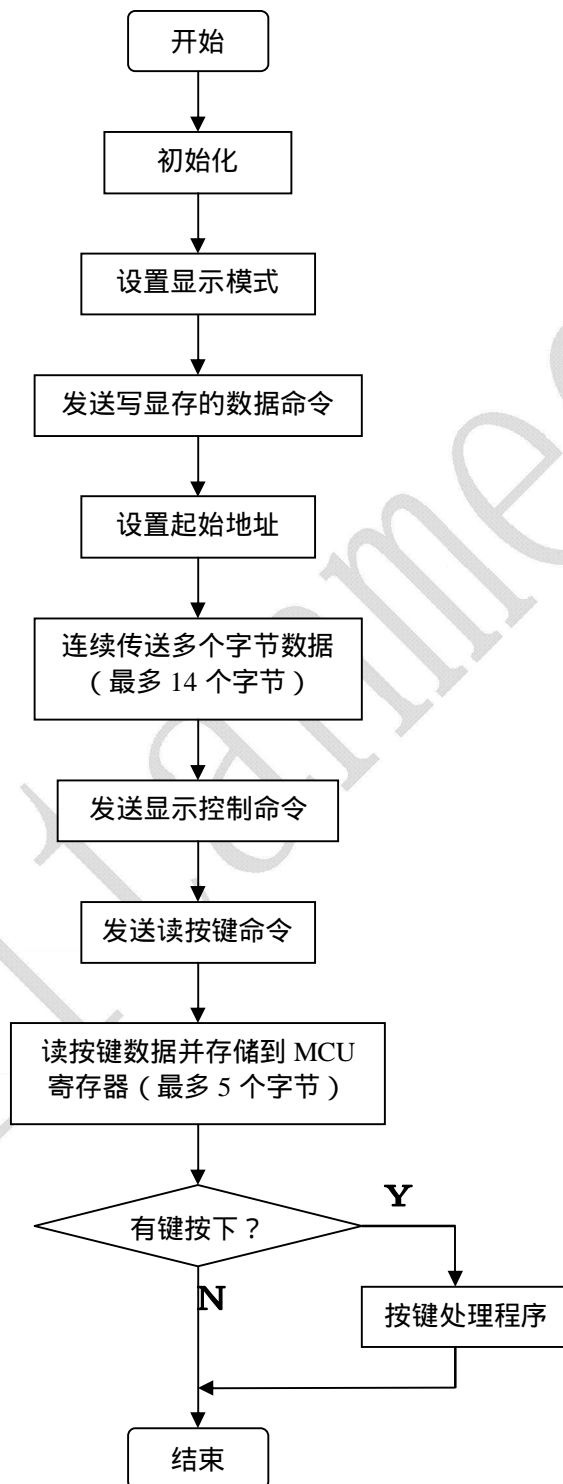 开始
初始化
设置显示模式
发送写显存的数据命令
设置起始地址
连续传送多个字节数据
（最多 14 个字节）
发送显示控制命令
发送读按键命令
读按键数据并存储到 MCU
寄存器（最多 5 个字节）
有键按下？
Y
N
按键处理程序
结束